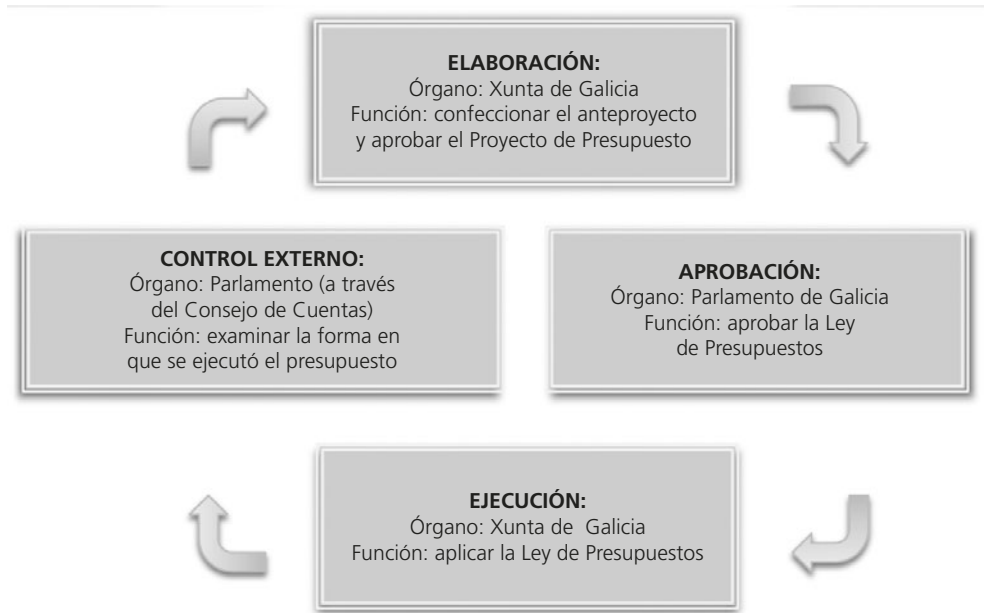 ELABORACIÓN:
Órgano: Xunta de Galicia
Función: confeccionar el anteproyecto
y aprobar el Proyecto de Presupuesto
CONTROL EXTERNO:
Órgano: Parlamento (a través
del Consejo de Cuentas)
Función: examinar la forma en
que se ejecutó el presupuesto
APROBACIÓN:
Órgano: Parlamento de Galicia
Función: aprobar la Ley
de Presupuestos
EJECUCIÓN:
Órgano: Xunta de Galicia
Función: aplicar la Ley de Presupuestos